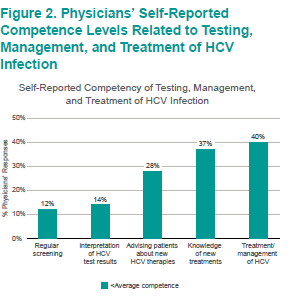 Figure 2. Physicians' Self-Reported
Competence Levels Related to Testing,
Management, and Treatment of HCV
Infection
Self-Reported Competency of Testing, Management,
and Treatment of HCV Infection
% Physicians' Responses
50%
40%
30%
20%
10%
0%
12%
14%
28%
37%
40%
Regular
screening
Interpretation
of HCV
test results
Advising patients
about new
HCV therapies
Knowledge
of new
treatments
Treatment/
management
of HCV
<Average competence